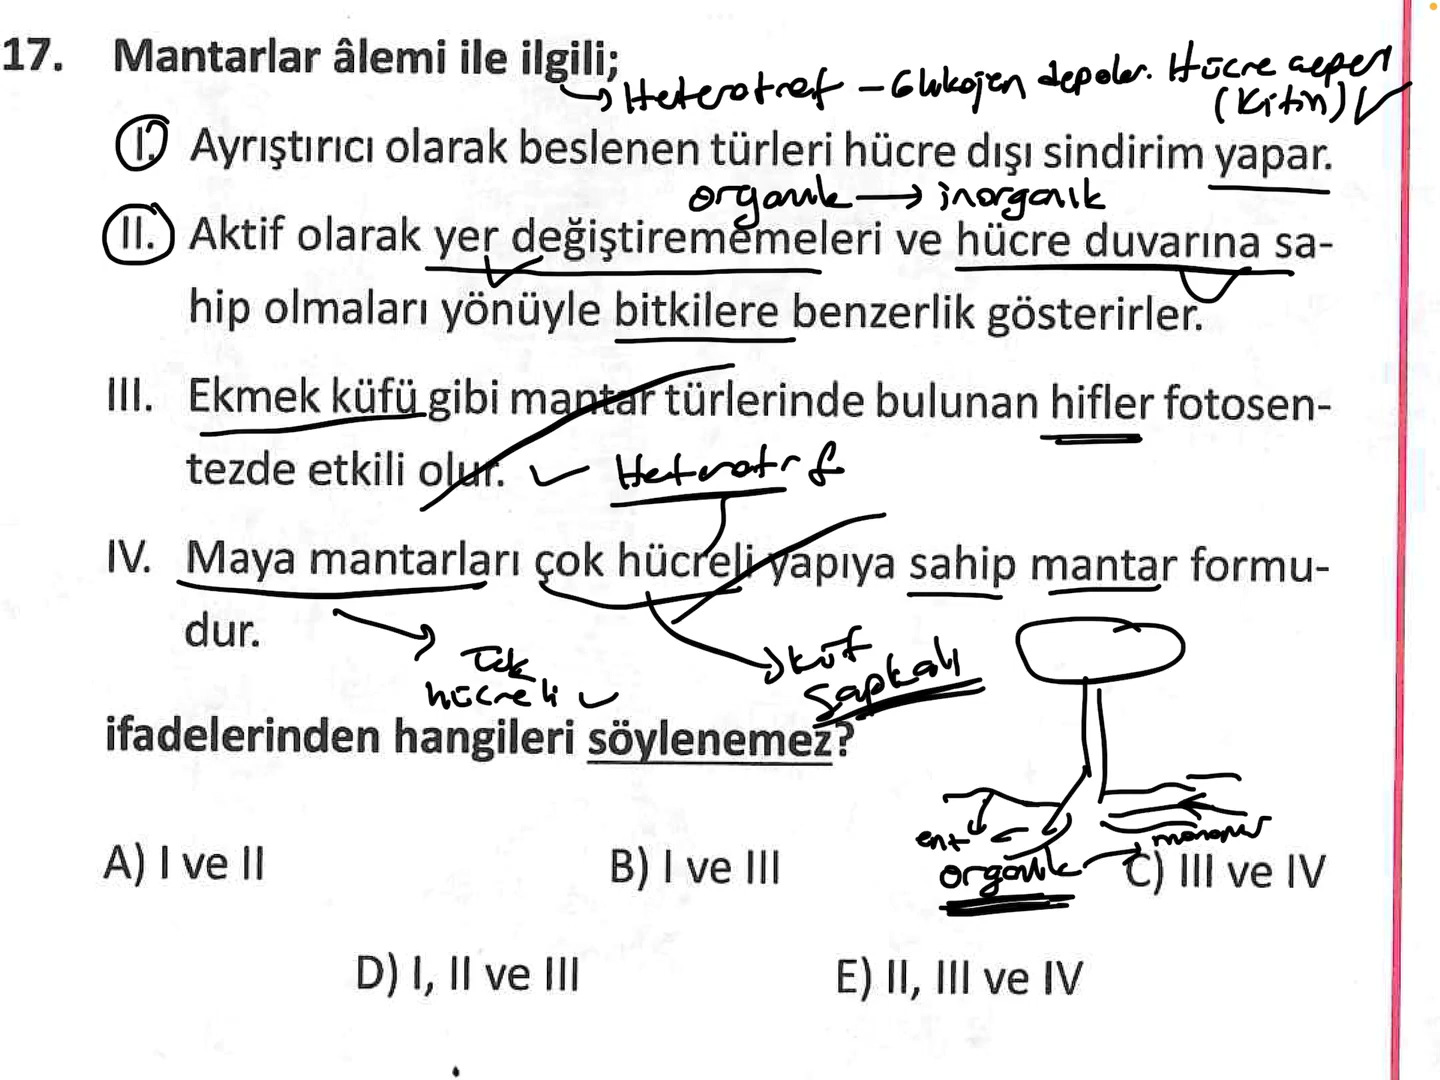 17. Mantarlar âlemi ile ilgili;
Heterotrof - Glukojen depolar. Hücre çeperi
(Kitin)
I. Ayrıştırıcı olarak beslenen türleri hücre dışı sindirim yapar.
organik → inorganik
II. Aktif olarak yer değiştirememeleri ve hücre duvarına sa-
hip olmaları yönüyle bitkilere benzerlik gösterirler.
III. Ekmek küfü gibi mantar türlerinde bulunan hifler fotosen-
tezde etkili olur.
IV. Maya mantarları çok hücreli yapıya sahip mantar formu-
dur.
Tek
hücreli
küf
Şapkalı
ifadelerinden hangileri söylenemez?
organik
A) I ve II
B) I ve III
C) III ve IV
D) I, II ve III
E) II, III ve IV